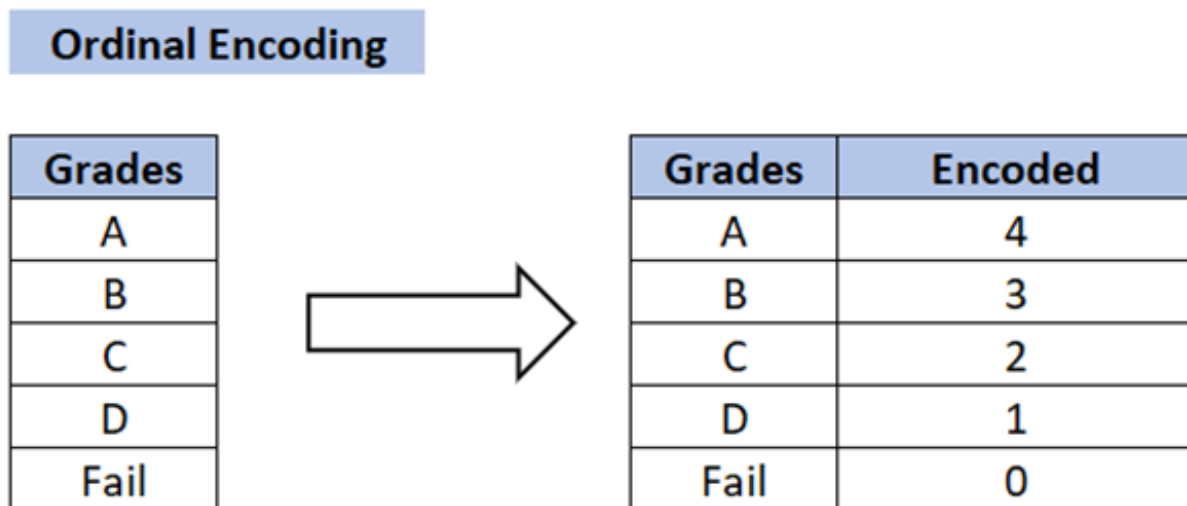 Ordinal Encoding
Grades
A
B
C
D
Fail
Grades Encoded
A 4
B 3
C 2
D 1
Fail 0